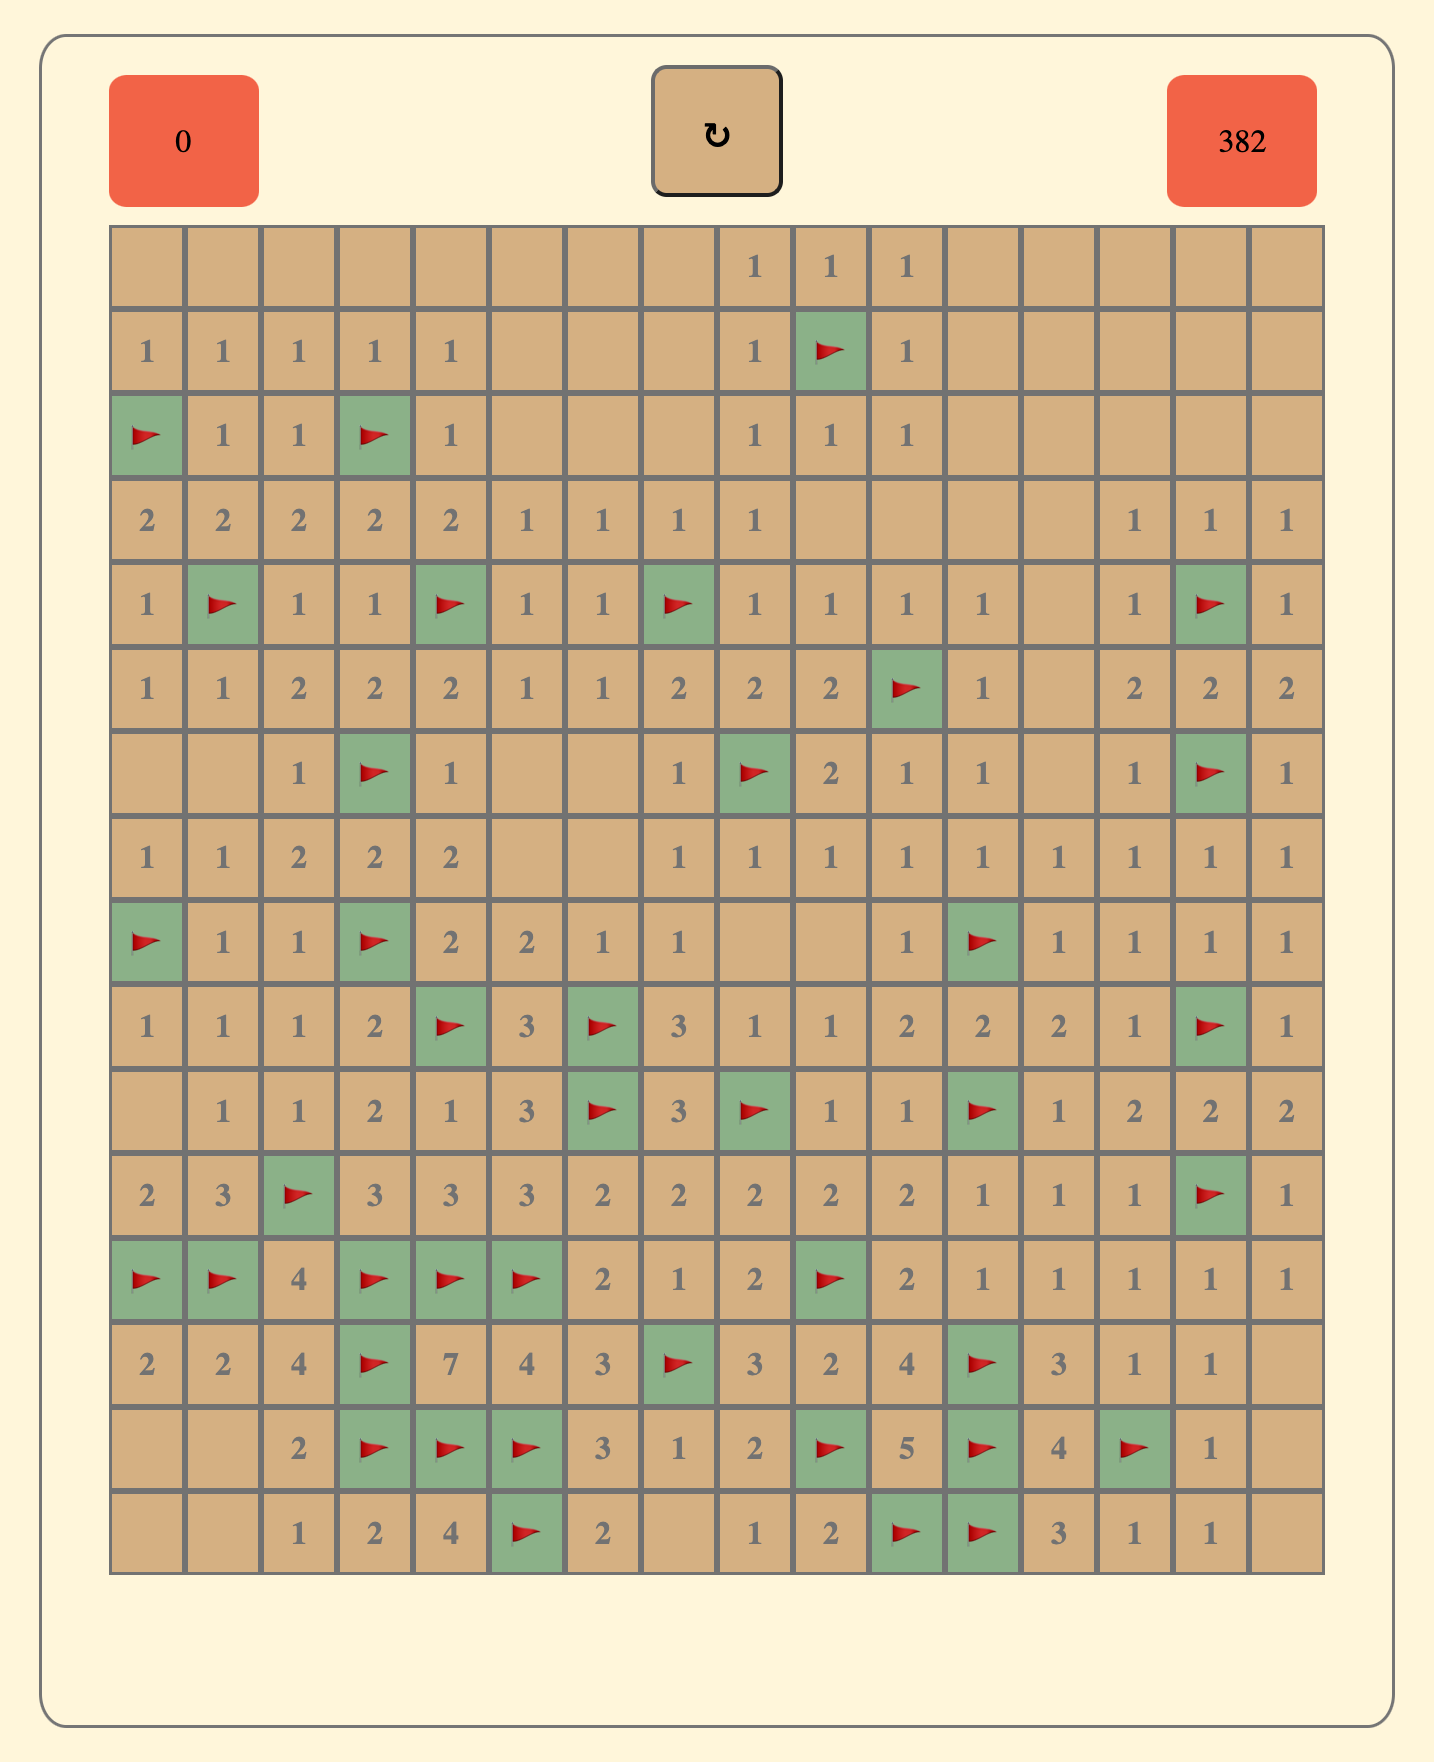 0 ↻ 382
1 1 1
1 1 1 1 1 1 1
1 1 1 1 1 1
2 2 2 2 2 1 1 1 1 1 1 1
1 1 1 1 1 1 1 1 1 1 1
1 1 2 2 2 1 1 2 2 2 1 2 2 2
1 1 1 2 1 1 1 1
1 1 2 2 2 1 1 1 1 1 1 1 1 1
1 1 2 2 1 1 1 1 1 1 1
1 1 1 2 3 3 1 1 2 2 2 1 1
1 1 2 1 3 3 1 1 1 2 2 2
2 3 3 3 3 2 2 2 2 2 1 1 1 1
4 2 1 2 2 1 1 1 1 1
2 2 4 7 4 3 3 2 4 3 1 1
2 3 1 2 5 4 1
1 2 4 2 1 2 3 1 1